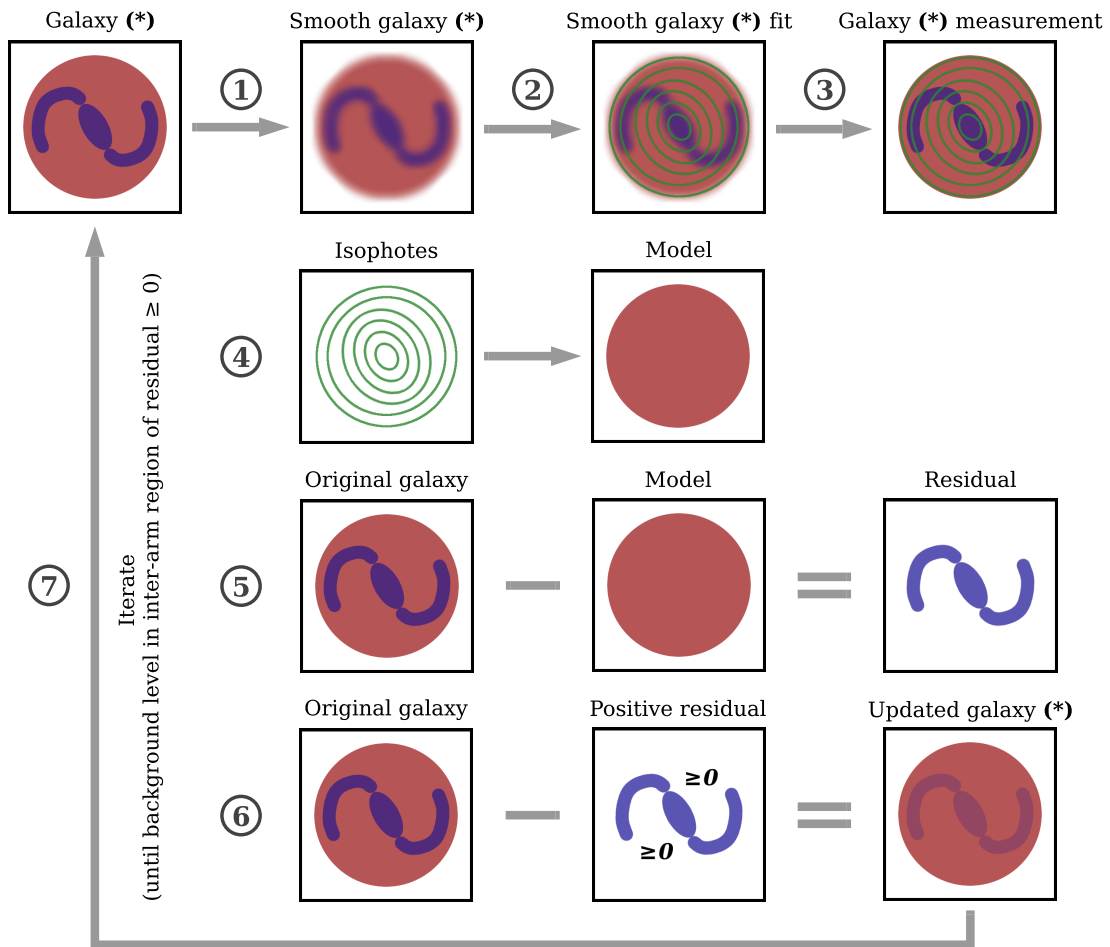 Galaxy (*)
Smooth galaxy (*)
Smooth galaxy (*) fit
Galaxy (*) measurement
1
2
3
Isophotes
Model
4
Original galaxy
Model
Residual
5
Original galaxy
Positive residual
Updated galaxy (*)
6
≥0
≥0
7
Iterate
(until background level in inter-arm region of residual ≥ 0)